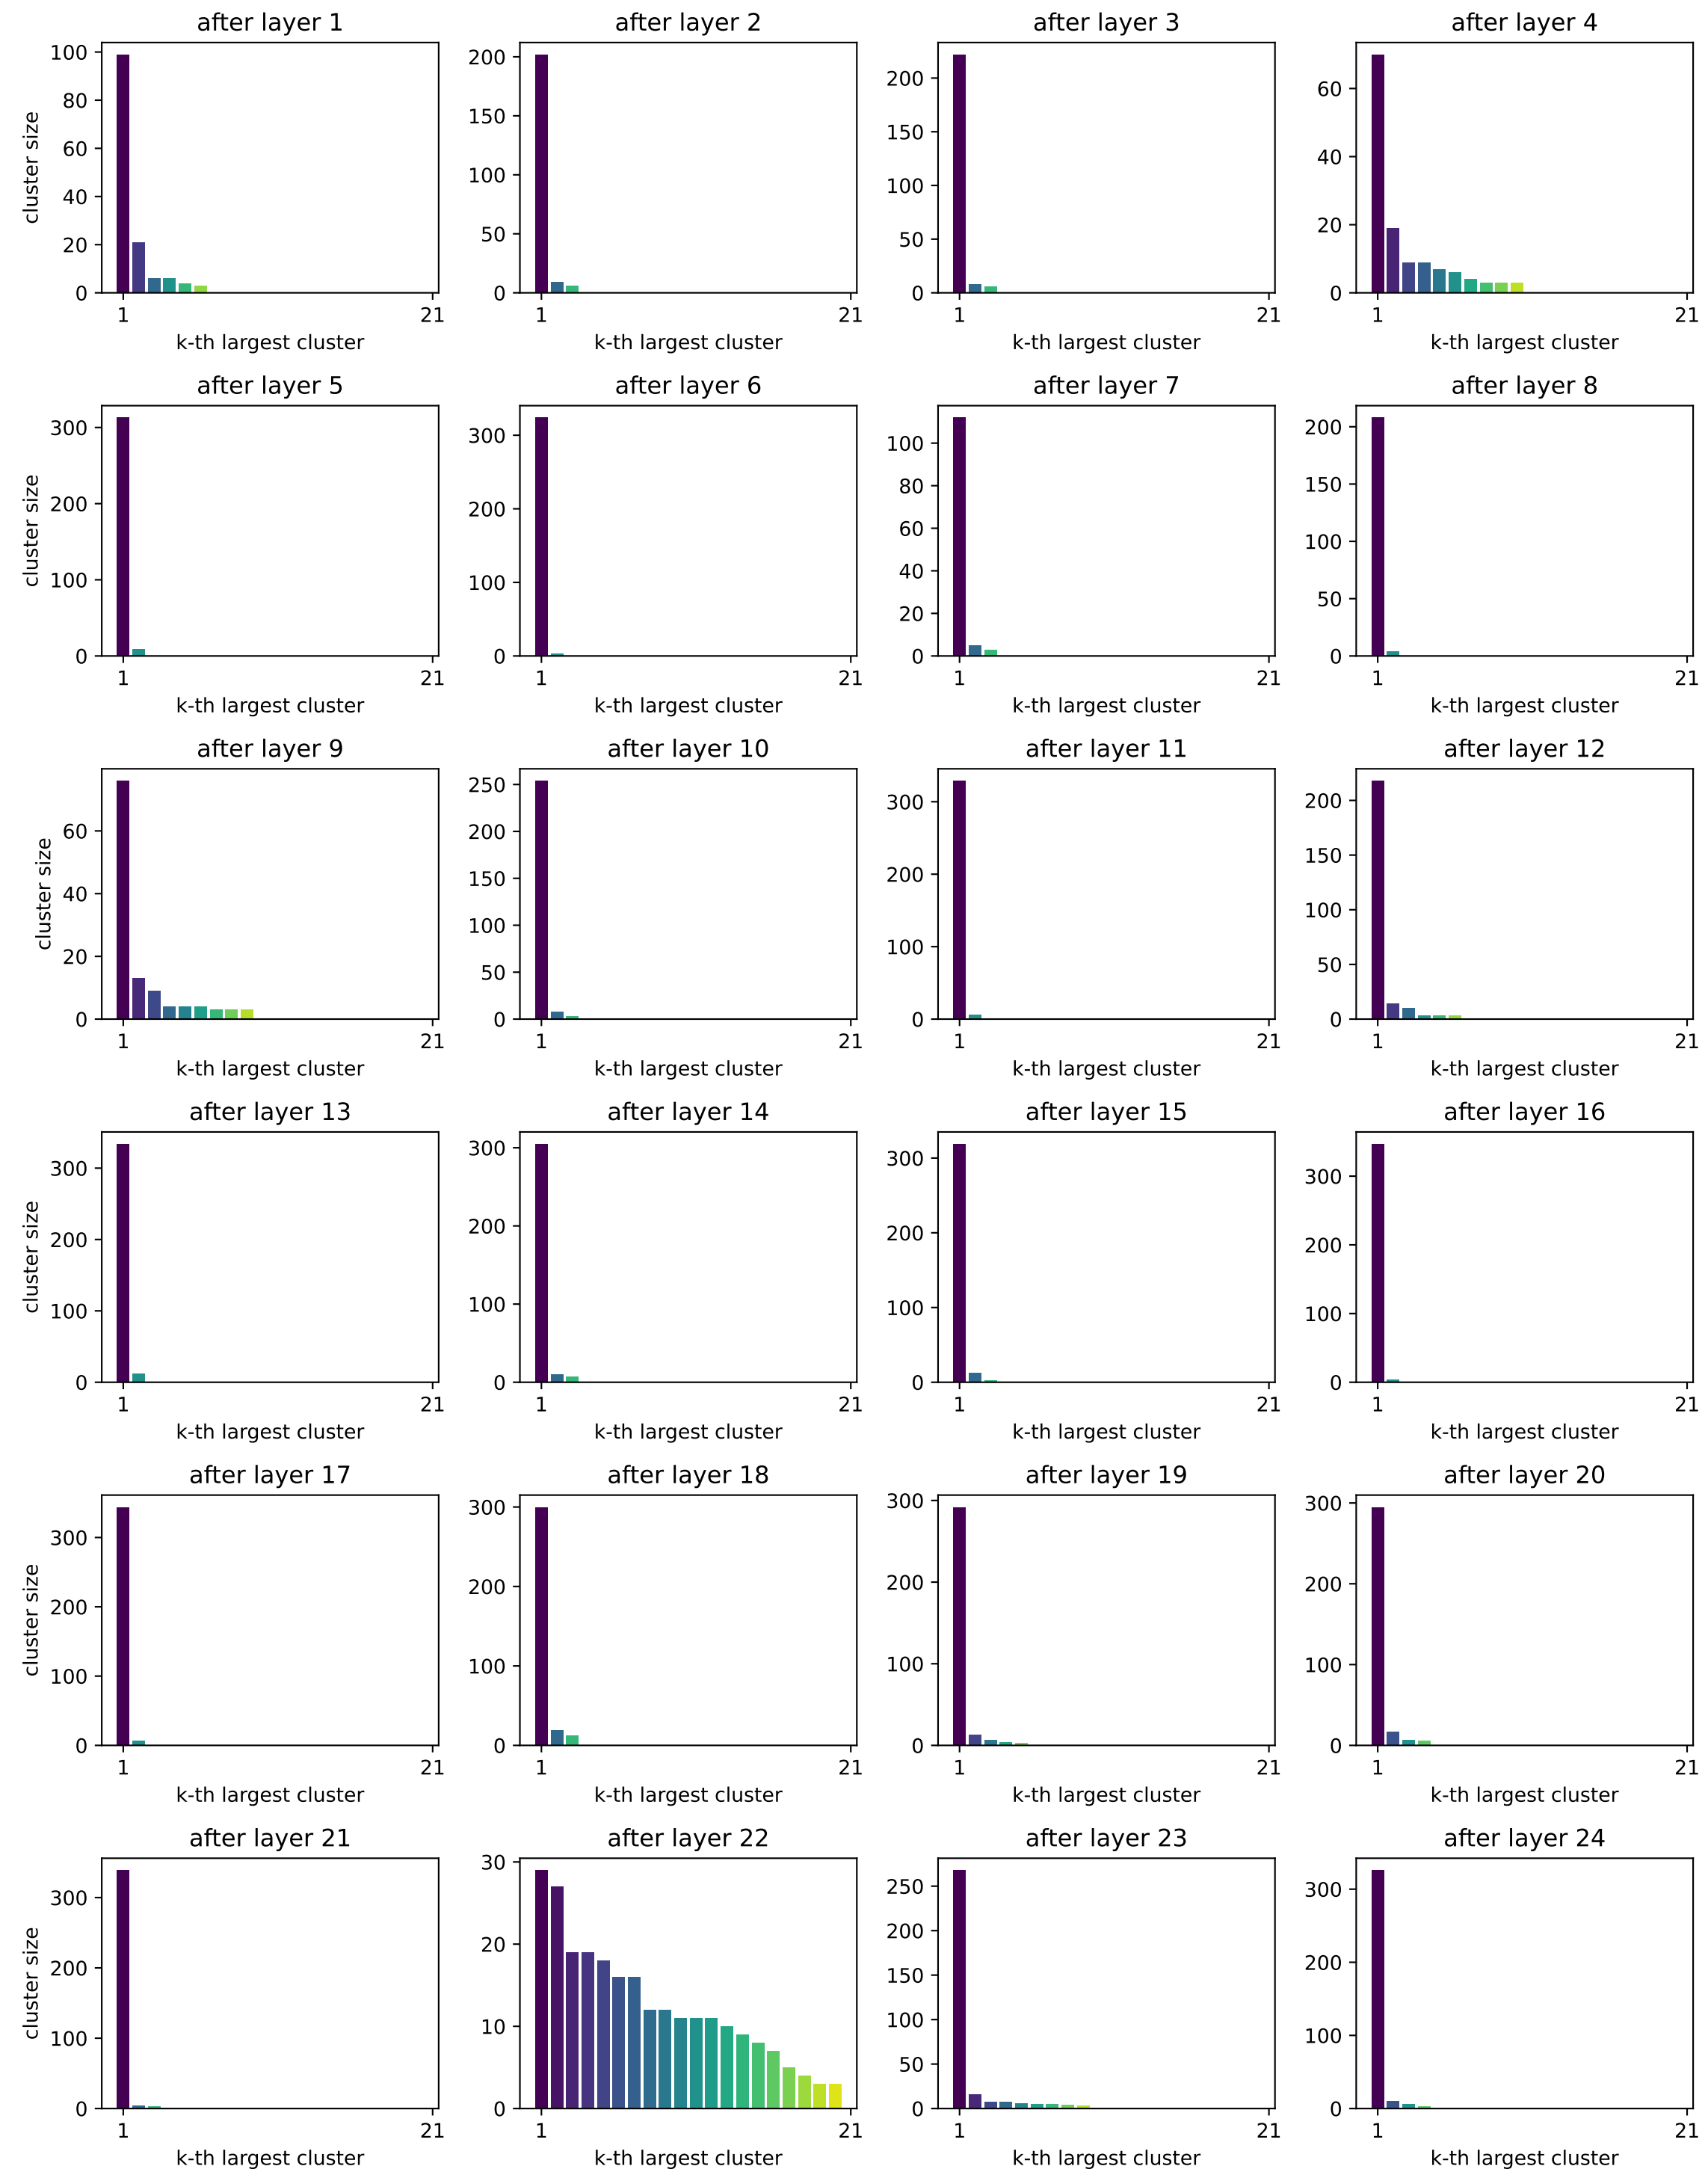 after layer 1
100
80
60
40
20
0
cluster size
1
21
k-th largest cluster
after layer 2
200
150
100
50
0
1
21
k-th largest cluster
after layer 3
200
150
100
50
0
1
21
k-th largest cluster
after layer 4
60
40
20
0
1
21
k-th largest cluster
after layer 5
300
200
100
0
cluster size
1
21
k-th largest cluster
after layer 6
300
200
100
0
1
21
k-th largest cluster
after layer 7
100
80
60
40
20
0
1
21
k-th largest cluster
after layer 8
200
150
100
50
0
1
21
k-th largest cluster
after layer 9
60
40
20
0
cluster size
1
21
k-th largest cluster
after layer 10
250
200
150
100
50
0
1
21
k-th largest cluster
after layer 11
300
200
100
0
1
21
k-th largest cluster
after layer 12
200
150
100
50
0
1
21
k-th largest cluster
after layer 13
300
200
100
0
cluster size
1
21
k-th largest cluster
after layer 14
300
200
100
0
1
21
k-th largest cluster
after layer 15
300
200
100
0
1
21
k-th largest cluster
after layer 16
300
200
100
0
1
21
k-th largest cluster
after layer 17
300
200
100
0
cluster size
1
21
k-th largest cluster
after layer 18
300
200
100
0
1
21
k-th largest cluster
after layer 19
300
200
100
0
1
21
k-th largest cluster
after layer 20
300
200
100
0
1
21
k-th largest cluster
after layer 21
300
200
100
0
cluster size
1
21
k-th largest cluster
after layer 22
30
20
10
0
1
21
k-th largest cluster
after layer 23
250
200
150
100
50
0
1
21
k-th largest cluster
after layer 24
300
200
100
0
1
21
k-th largest cluster